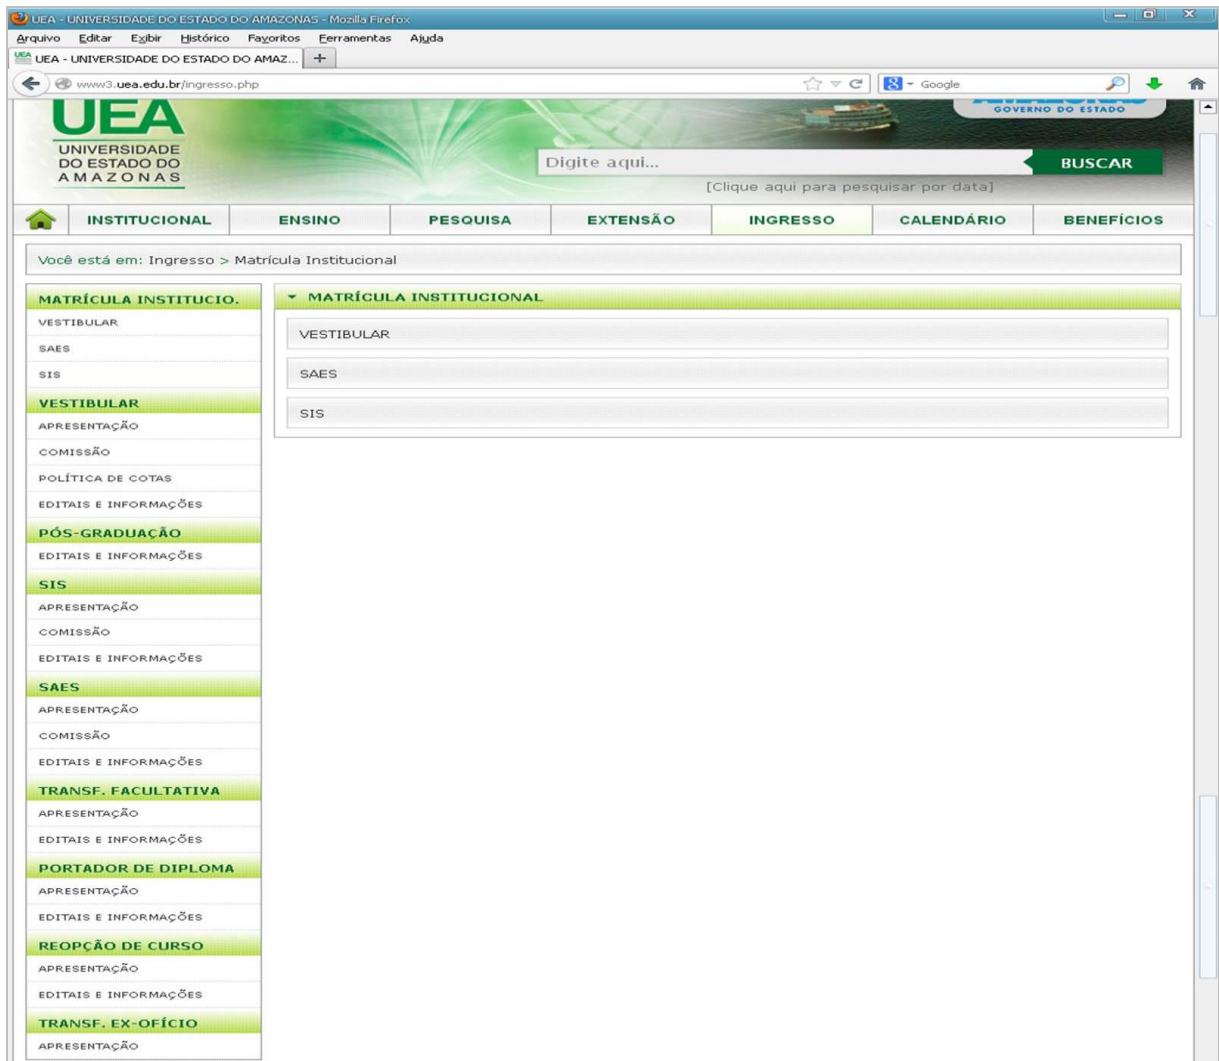 UEA - UNIVERSIDADE DO ESTADO DO AMAZONAS - Mozilla Firefox
Arquivo Editar Exibir Histórico Favoritos Ferramentas Ajuda
UEA - UNIVERSIDADE DO ESTADO DO AMAZ... +
www3.uea.edu.br/ingresso.php
Google
UEA
UNIVERSIDADE
DO ESTADO DO
AMAZONAS
GOVERNO DO ESTADO
Digite aqui...
BUSCAR
[Clique aqui para pesquisar por data]
INSTITUCIONAL ENSINO PESQUISA EXTENSÃO INGRESSO CALENDÁRIO BENEFÍCIOS
Você está em: Ingresso > Matrícula Institucional
MATRÍCULA INSTITUCIO.
VESTIBULAR
SAES
SIS
VESTIBULAR
APRESENTAÇÃO
COMISSÃO
POLÍTICA DE COTAS
EDITAIS E INFORMAÇÕES
PÓS-GRADUAÇÃO
EDITAIS E INFORMAÇÕES
SIS
APRESENTAÇÃO
COMISSÃO
EDITAIS E INFORMAÇÕES
SAES
APRESENTAÇÃO
COMISSÃO
EDITAIS E INFORMAÇÕES
TRANSF. FACULTATIVA
APRESENTAÇÃO
EDITAIS E INFORMAÇÕES
PORTADOR DE DIPLOMA
APRESENTAÇÃO
EDITAIS E INFORMAÇÕES
REOPÇÃO DE CURSO
APRESENTAÇÃO
EDITAIS E INFORMAÇÕES
TRANSF. EX-OFÍCIO
APRESENTAÇÃO
MATRÍCULA INSTITUCIONAL
VESTIBULAR
SAES
SIS